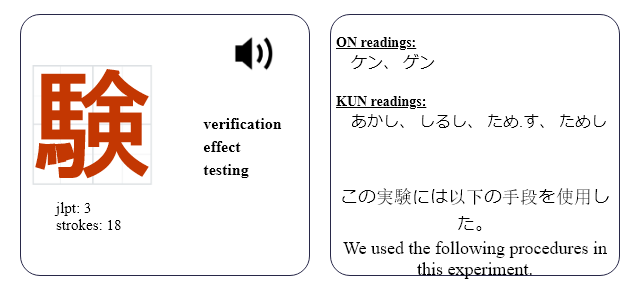 験
verification
effect
testing
jlpt: 3
strokes: 18
ON readings:
ケン、 ゲン
KUN readings:
あかし、 しるし、 ため.す、 ためし
この実験には以下の手段を使用し
た。
We used the following procedures in
this experiment.